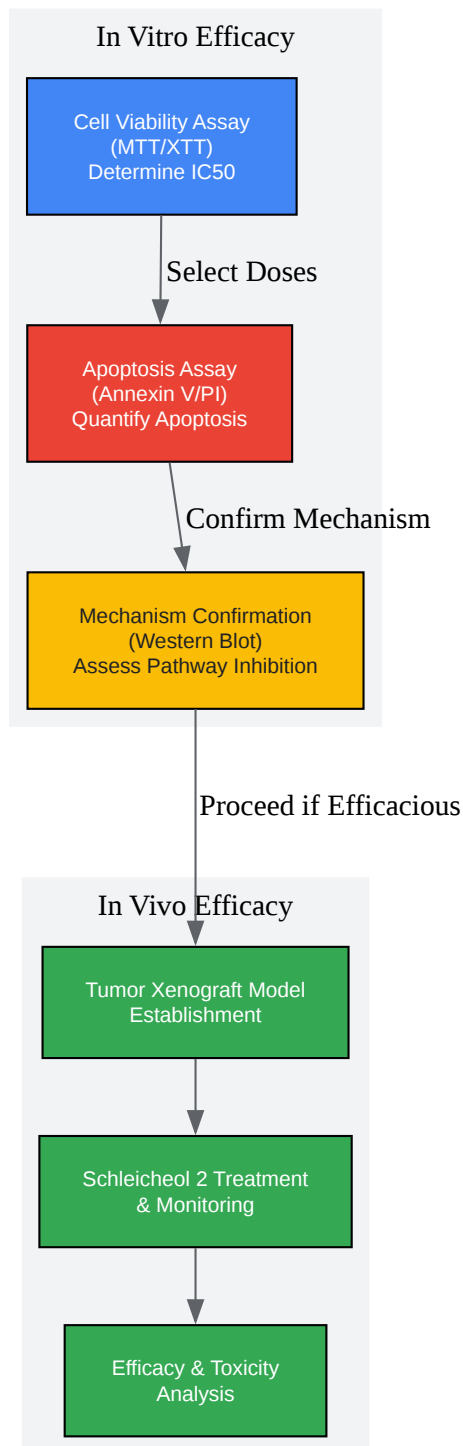 In Vitro Efficacy
Cell Viability Assay
(MTT/XTT)
Determine IC50
Select Doses
Apoptosis Assay
(Annexin V/PI)
Quantify Apoptosis
Confirm Mechanism
Mechanism Confirmation
(Western Blot)
Assess Pathway Inhibition
Proceed if Efficacious
In Vivo Efficacy
Tumor Xenograft Model
Establishment
Schleicheol 2 Treatment
& Monitoring
Efficacy & Toxicity
Analysis